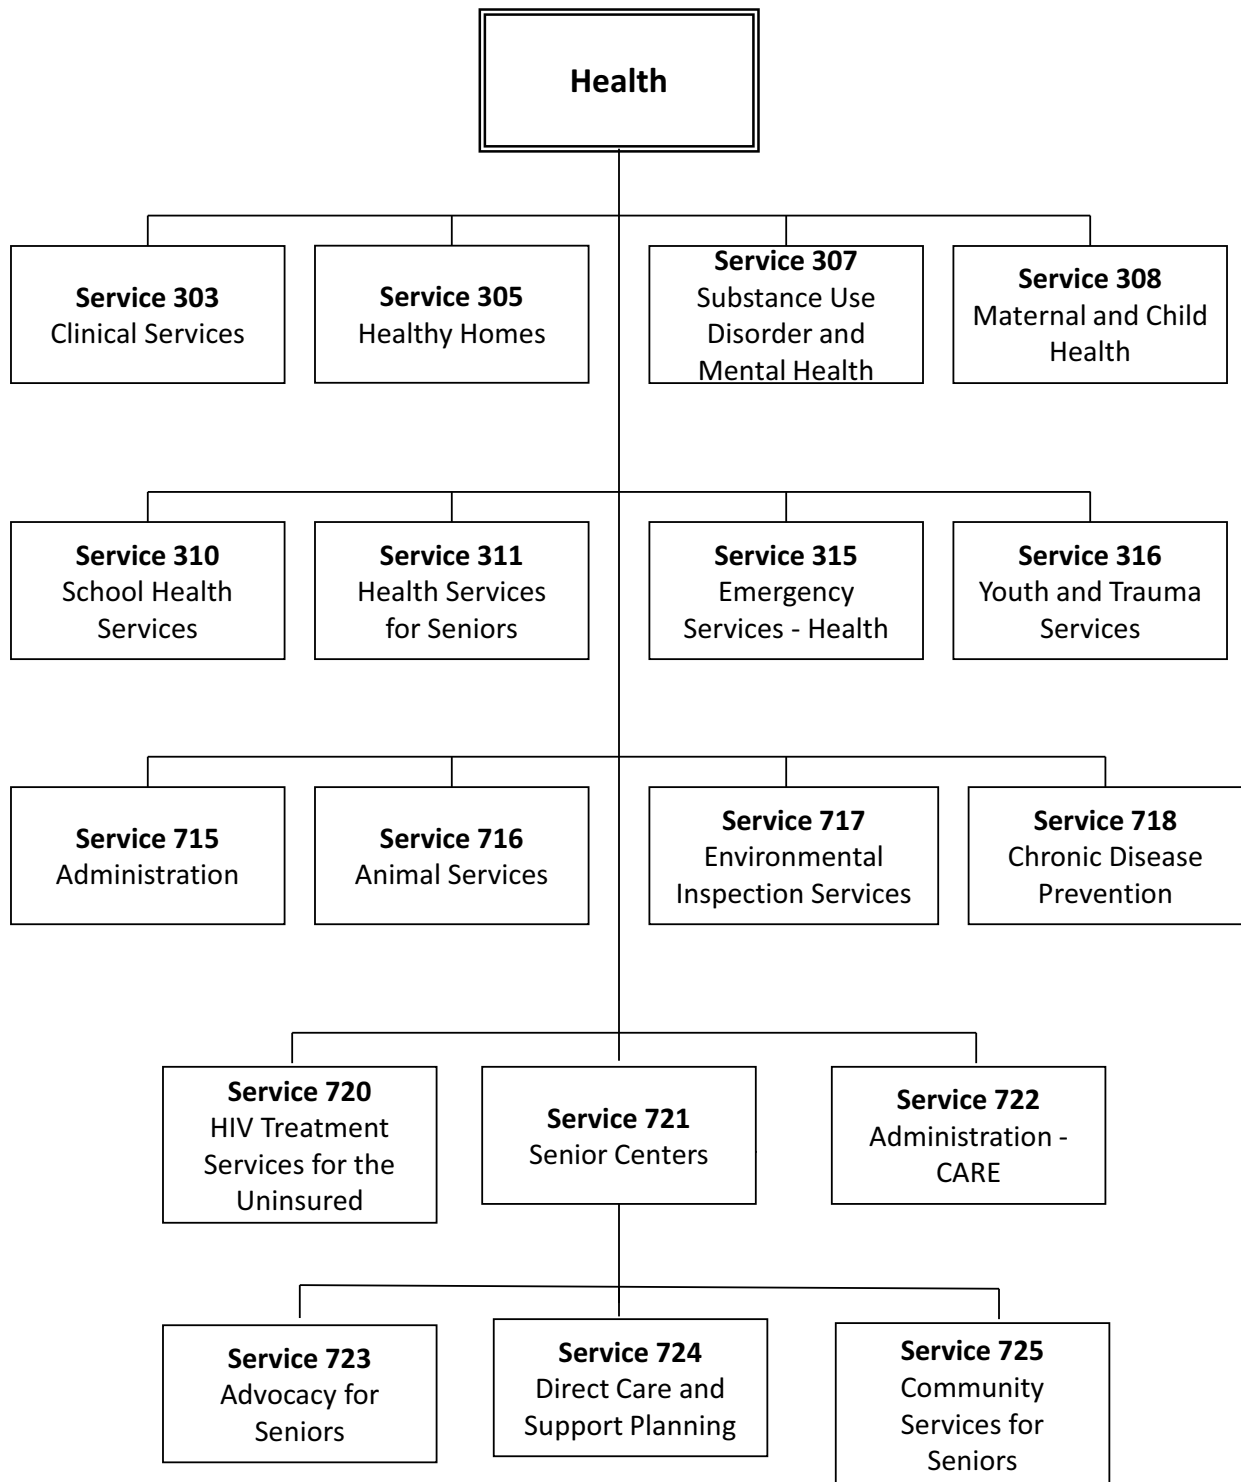 Health
Service 303
Clinical Services
Service 305
Healthy Homes
Service 307
Substance Use
Disorder and
Mental Health
Service 308
Maternal and Child
Health
Service 310
School Health
Services
Service 311
Health Services
for Seniors
Service 315
Emergency
Services - Health
Service 316
Youth and Trauma
Services
Service 715
Administration
Service 716
Animal Services
Service 717
Environmental
Inspection Services
Service 718
Chronic Disease
Prevention
Service 720
HIV Treatment
Services for the
Uninsured
Service 721
Senior Centers
Service 722
Administration -
CARE
Service 723
Advocacy for
Seniors
Service 724
Direct Care and
Support Planning
Service 725
Community
Services for
Seniors